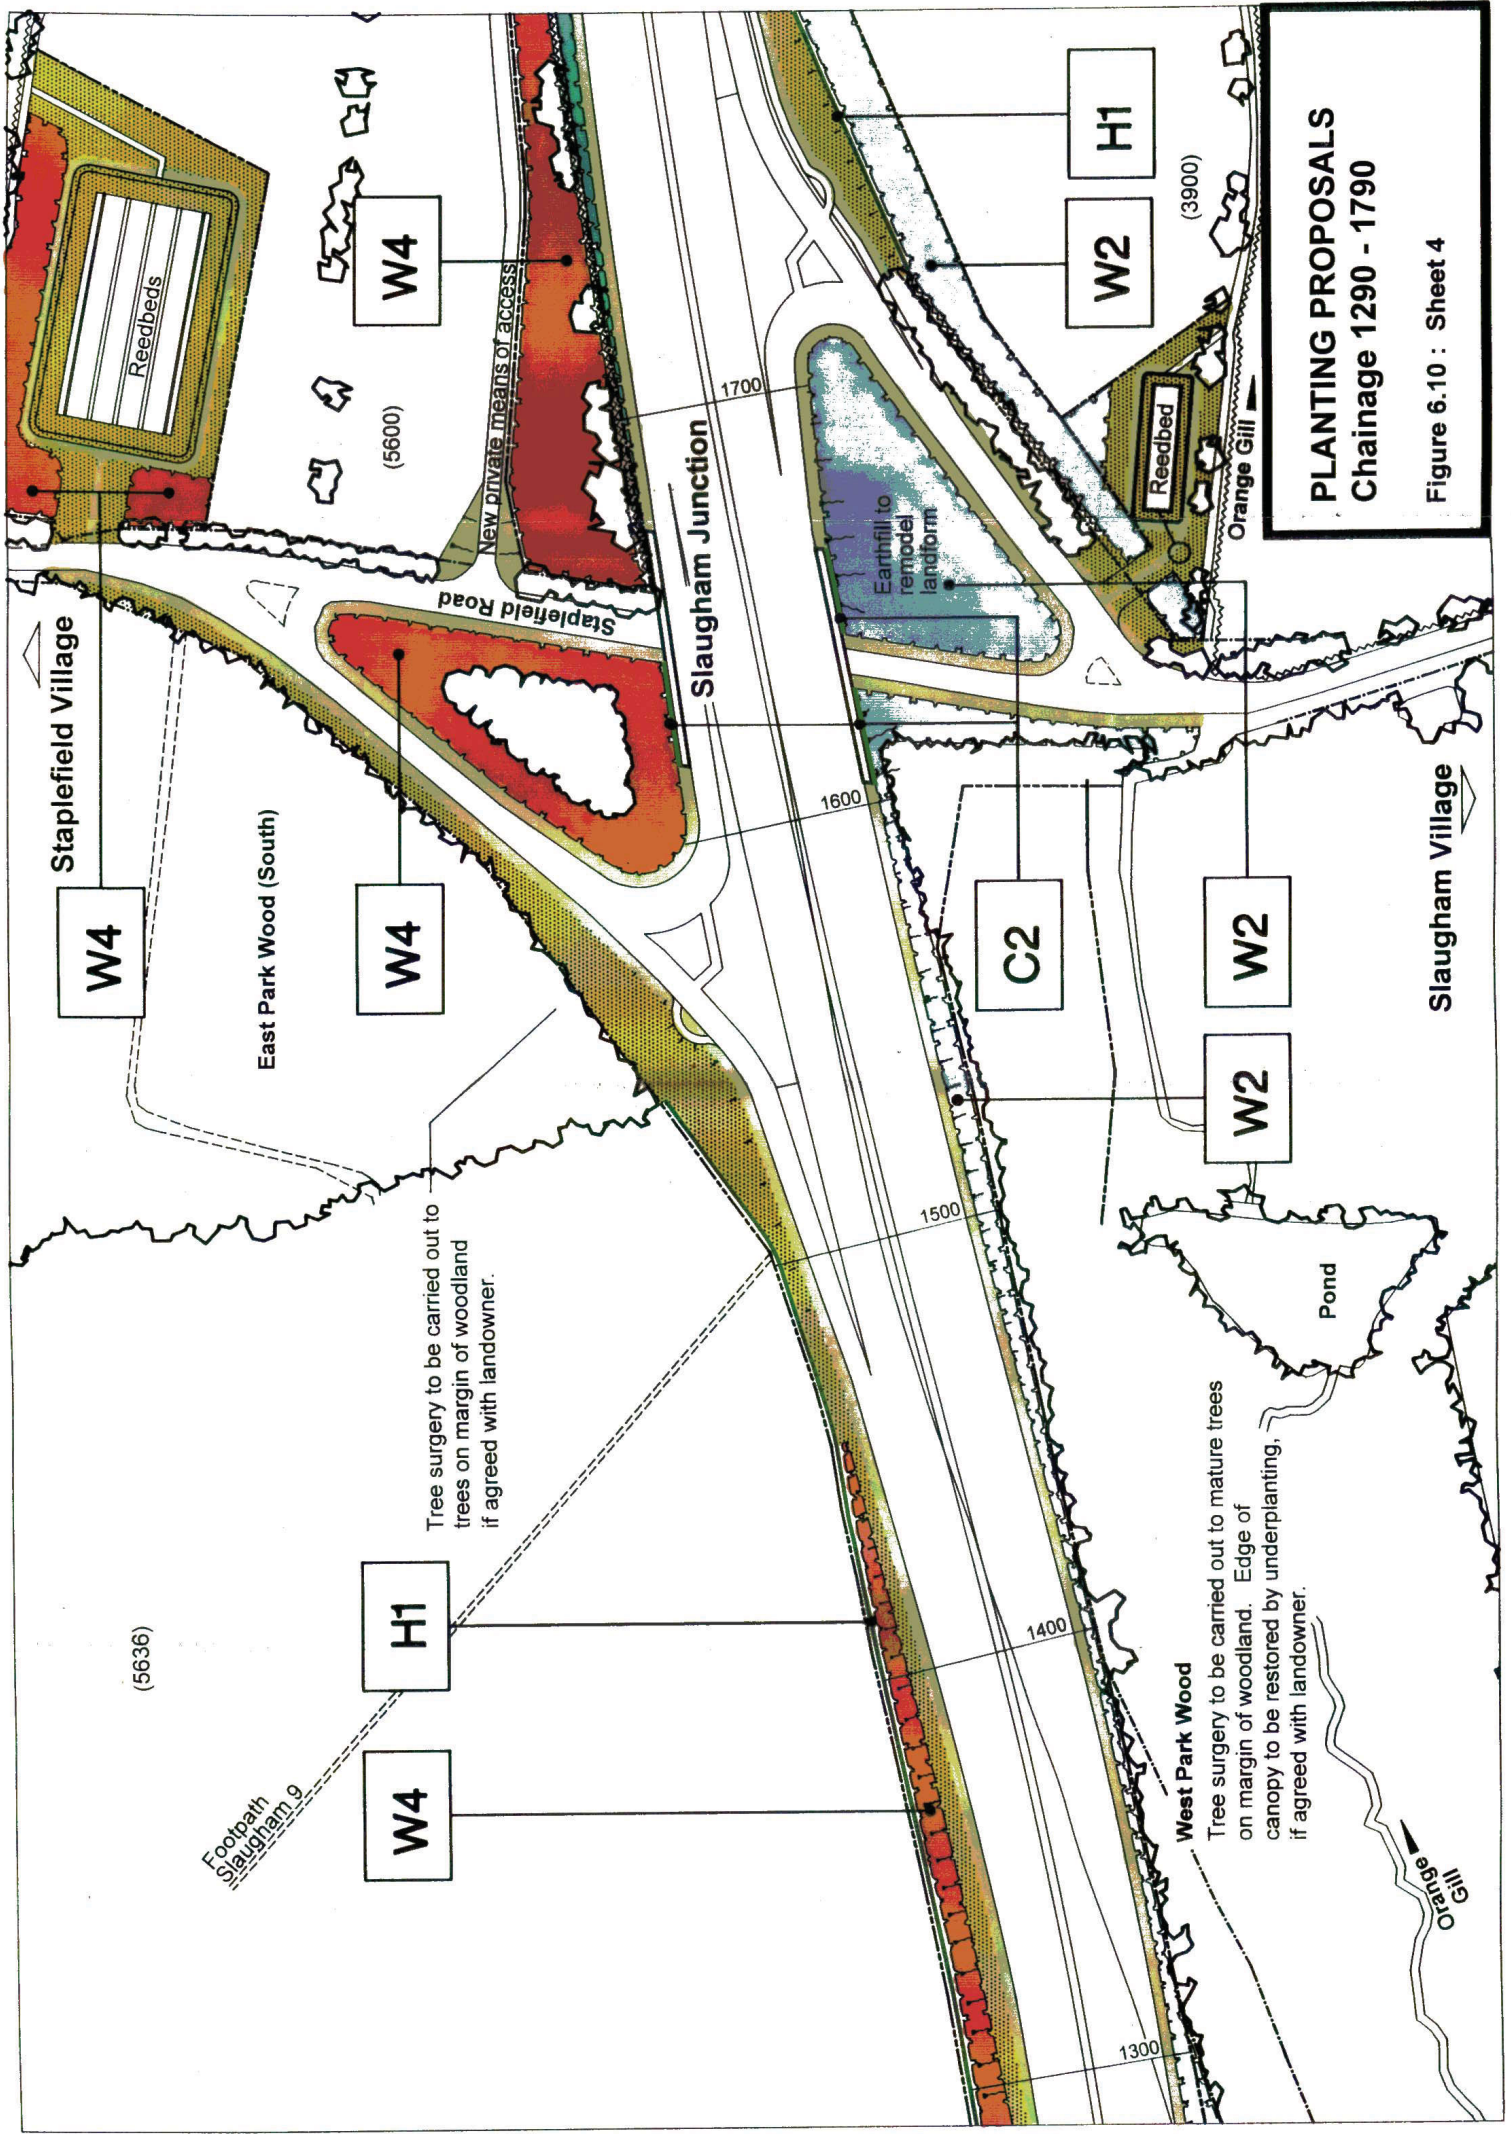 Staplefield Village
W4
East Park Wood (South)
W4
Reedbeds
W4
(5600)
New private means of access
Staplefield Road
Slaugham Junction
1700
1600
1500
1400
1300
(5636)
Footpath
Slaugham 9
H1
W4
Tree surgery to be carried out to
trees on margin of woodland
if agreed with landowner.
Earthfill to
remodel
landform
H1
W2
(3900)
Reedbed
Orange Gill
C2
W2
W2
Slaugham Village
Pond
West Park Wood
Tree surgery to be carried out to mature trees
on margin of woodland. Edge of
canopy to be restored by underplanting,
if agreed with landowner.
Orange
Gill
PLANTING PROPOSALS
Chainage 1290 - 1790
Figure 6.10 : Sheet 4